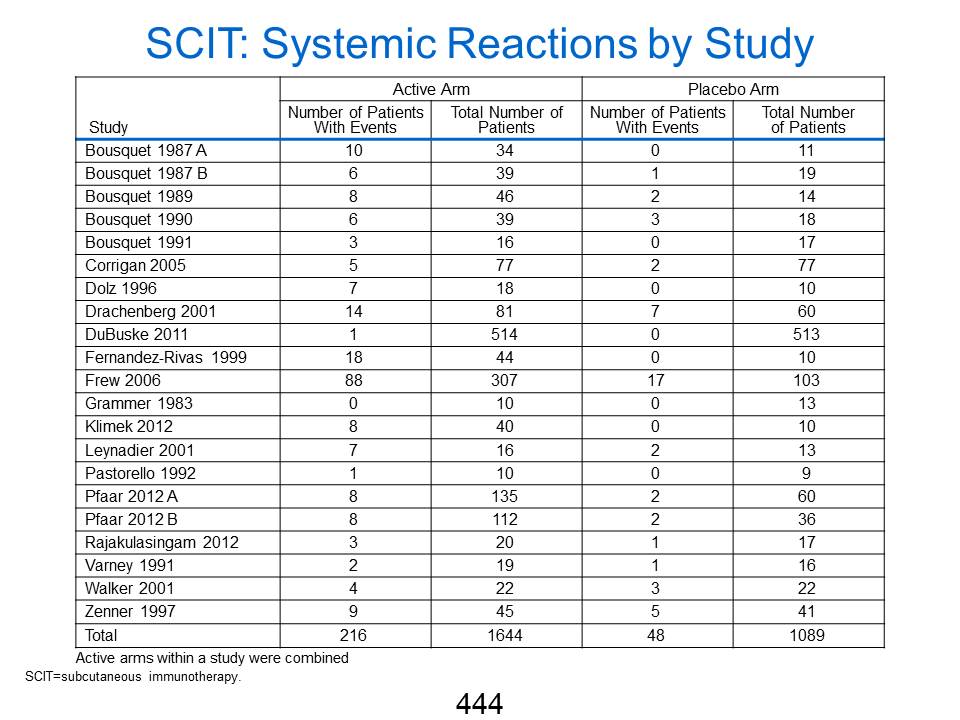 SCIT: Systemic Reactions by Study
Active Arm Placebo Arm
Study Number of Patients With Events Total Number of Patients Number of Patients With Events Total Number of Patients
Bousquet 1987 A 10 34 0 11
Bousquet 1987 B 6 39 1 19
Bousquet 1989 8 46 2 14
Bousquet 1990 6 39 3 18
Bousquet 1991 3 16 0 17
Corrigan 2005 5 77 2 77
Dolz 1996 7 18 0 10
Drachenberg 2001 14 81 7 60
DuBuske 2011 1 514 0 513
Fernandez-Rivas 1999 18 44 0 10
Frew 2006 88 307 17 103
Grammer 1983 0 10 0 13
Klimek 2012 8 40 0 10
Leynadier 2001 7 16 2 13
Pastorello 1992 1 10 0 9
Pfaar 2012 A 8 135 2 60
Pfaar 2012 B 8 112 2 36
Rajakulasingam 2012 3 20 1 17
Varney 1991 2 19 1 16
Walker 2001 4 22 3 22
Zenner 1997 9 45 5 41
Total 216 1644 48 1089
Active arms within a study were combined
SCIT=subcutaneous immunotherapy.
444